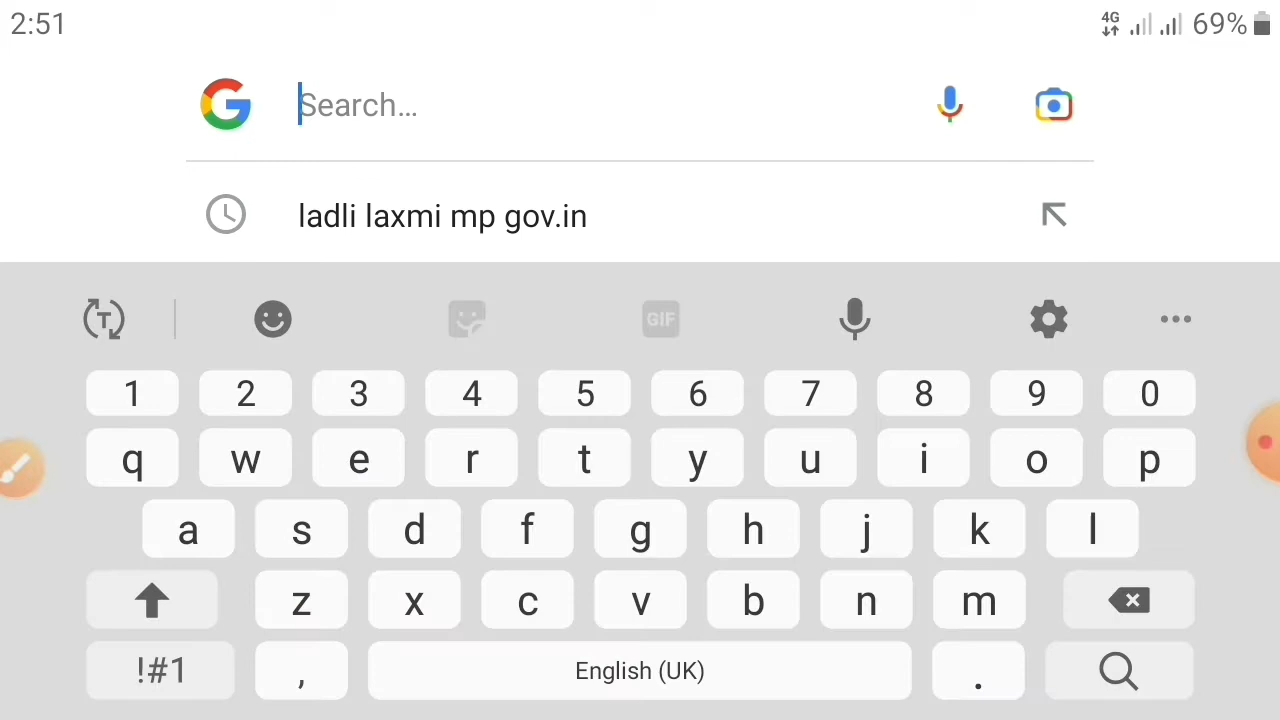 2:51
4G
69%
Search...
ladli laxmi mp gov.in
T
GIF
1 2 3 4 5 6 7 8 9 0
q w e r t y u i o p
a s d f g h j k l
z x c v b n m
!#1 , English (UK) .